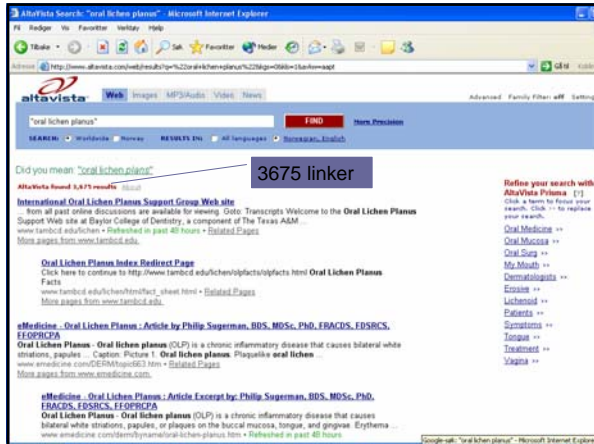 AltaVista Search: "oral lichen planus" - Microsoft Internet Explorer
Fil Rediger Vis Favoritter Verktøy Hjelp
Tilbake Søk Favoritter Medier
http://www.altavista.com/web/results?q=%22oral+lichen+planus%22&kgs=0&kls=1&avkw=aapt
altavista Web Images MP3/Audio Video News Advanced Family Filter: off Settings
"oral lichen planus" FIND More Precision
SEARCH: Worldwide Norway RESULTS IN: All languages Norwegian, English
Did you mean: "oral lichen plans"
3675 linker
AltaVista found 3,675 results About
International Oral Lichen Planus Support Group Web site
... from all past online discussions are available for viewing. Goto: Transcripts Welcome to the Oral Lichen Planus
Support Web site at Baylor College of Dentistry, a component of The Texas A&M ...
www.tambcd.edu/lichen • Refreshed in past 48 hours • Related Pages
More pages from www.tambcd.edu
Oral Lichen Planus Index Redirect Page
Click here to continue to http://www.tambcd.edu/lichen/olpfacts/olpfacts.html Oral Lichen Planus
Facts
www.tambcd.edu/lichen/html/fact_sheet.html • Related Pages
More pages from www.tambcd.edu
eMedicine - Oral Lichen Planus : Article by Philip Sugerman, BDS, MDSc, PhD, FRACDS, FDSRCS,
FFOPRCPA
Oral Lichen Planus - Oral lichen planus (OLP) is a chronic inflammatory disease that causes bilateral white
striations, papules ... Caption: Picture 1. Oral lichen planus. Plaquelike oral lichen ...
www.emedicine.com/DERM/topic663.htm • Related Pages
More pages from www.emedicine.com
eMedicine - Oral Lichen Planus : Article Excerpt by: Philip Sugerman, BDS, MDSc, PhD,
FRACDS, FDSRCS, FFOPRCPA
Oral Lichen Planus - Oral lichen planus (OLP) is a chronic inflammatory disease that causes
bilateral white striations, papules, or plaques on the buccal mucosa, tongue, and gingivae. Erythema ...
www.emedicine.com/derm/byname/oral-lichen-planus.htm • Refreshed in past 48 hours
Refine your search with
AltaVista Prisma [?]
Click a term to focus your
search. Click >> to replace
your search.
Oral Medicine >>
Oral Mucosa >>
Oral Surg >>
My Mouth >>
Dermatologists >>
Erosive >>
Lichenoid >>
Patients >>
Symptoms >>
Tongue >>
Treatment >>
Vagina >>
Google-søk: "oral lichen planus" - Microsoft Internet Explorer